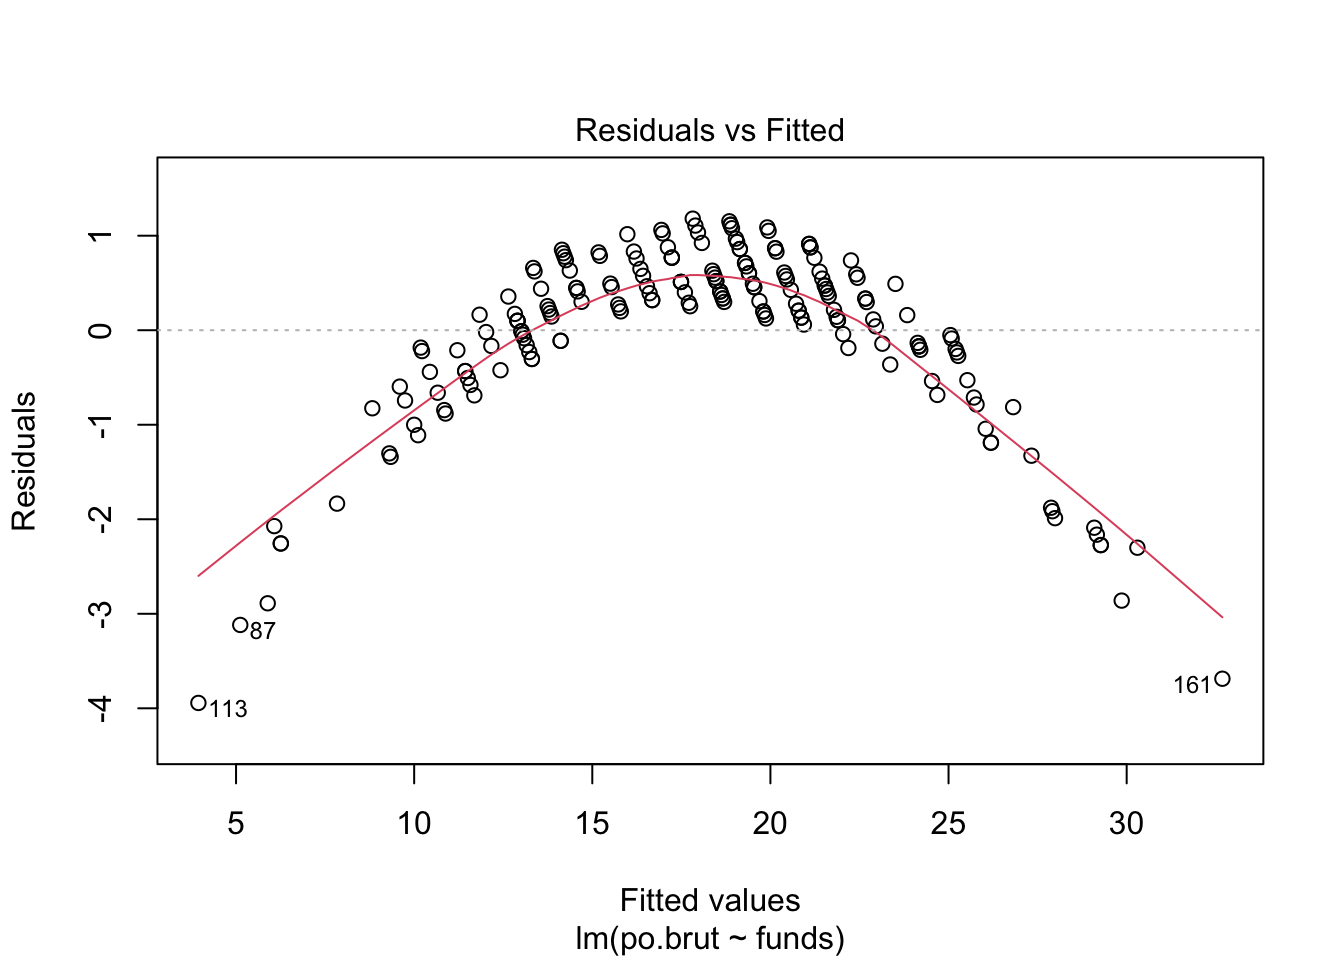 Residuals vs Fitted
Residuals
1
0
-1
-2
-3
-4
87
113
161
5 10 15 20 25 30
Fitted values
lm(po.brut ~ funds)